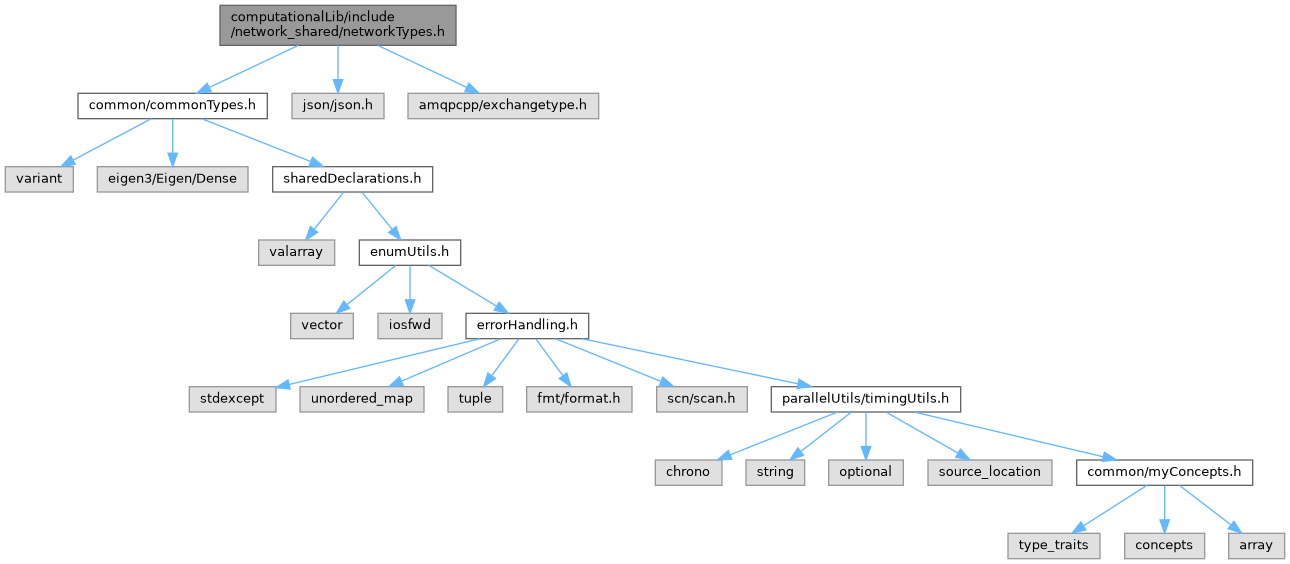 computationalLib/include
/network_shared/networkTypes.h
common/commonTypes.h
json/json.h
amqpcpp/exchangetype.h
variant
eigen3/Eigen/Dense
sharedDeclarations.h
valarray
enumUtils.h
vector
iosfwd
errorHandling.h
stdexcept
unordered_map
tuple
fmt/format.h
scn/scan.h
parallelUtils/timingUtils.h
chrono
string
optional
source_location
common/myConcepts.h
type_traits
concepts
array